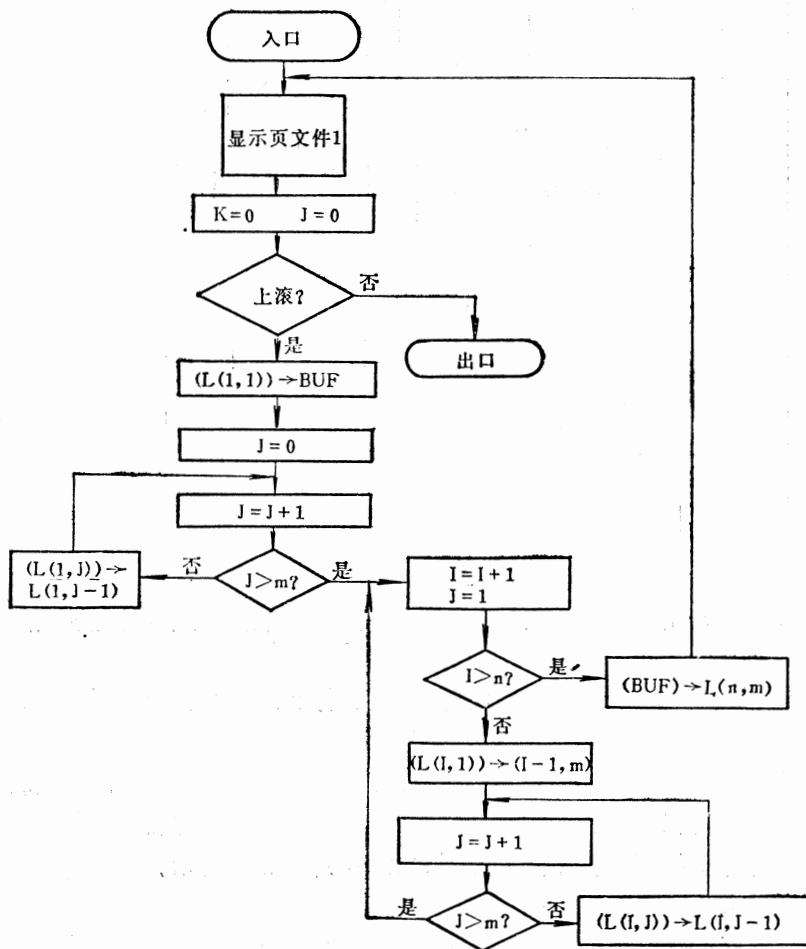 入口
显示页文件1
K=0 J=0
上滚?
否
是
出口
(L(1,1))→BUF
J=0
J=J+1
(L(1,J))→
L(1,J-1)
否
J>m?
是
I=I+1
J=1
I>n?
是
(BUF)→L(n,m)
否
(L(I,1))→(I-1,m)
J=J+1
是
J>m?
否
(L(I,J))→L(I,J-1)